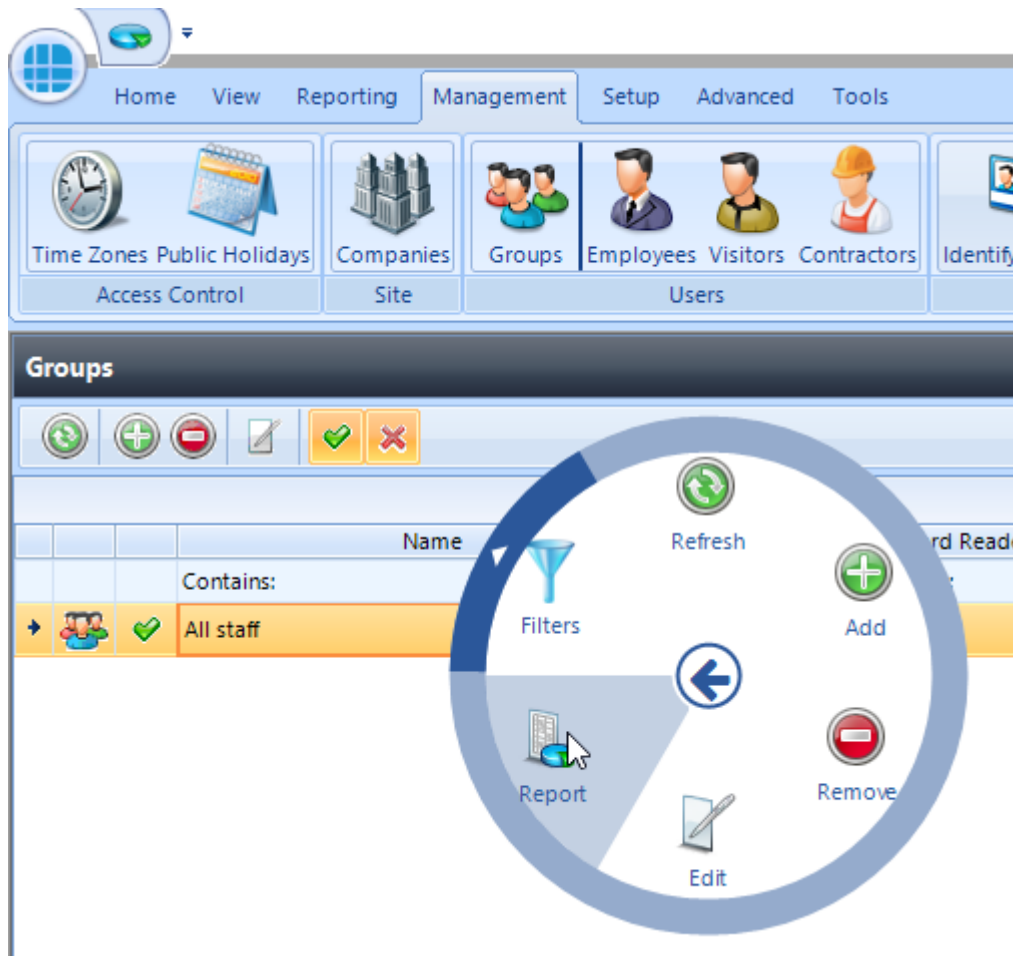 Home View Reporting Management Setup Advanced Tools
Time Zones Public Holidays Companies Groups Employees Visitors Contractors Identify
Access Control Site Users
Groups
Refresh
Name
Contains:
Filters
Add
All staff
Report
Remove
Edit